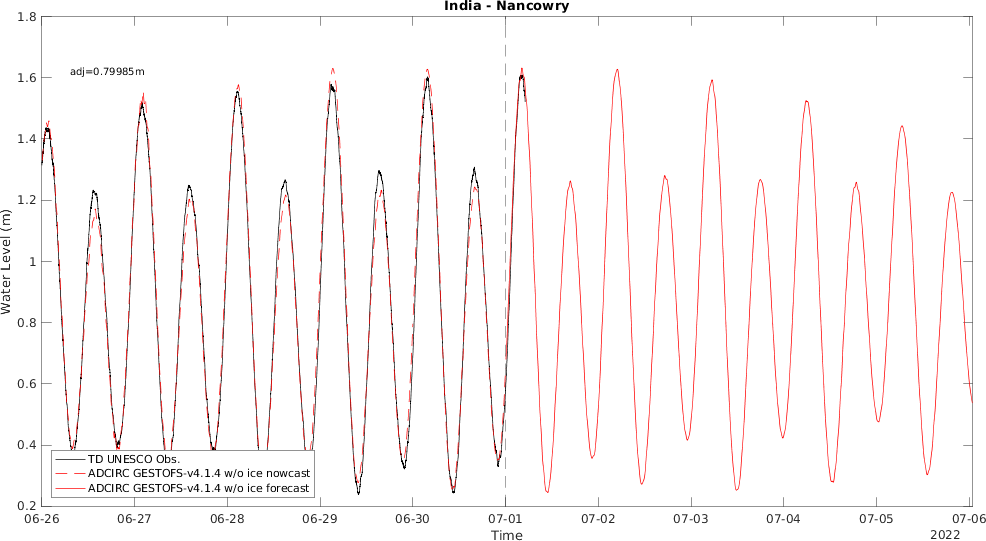 India - Nancowry
1.8
1.6
1.4
1.2
1
0.8
0.6
0.4
0.2
Water Level (m)
adj=0.79985m
TD UNESCO Obs.
ADCIRC GESTOFS-v4.1.4 w/o ice nowcast
ADCIRC GESTOFS-v4.1.4 w/o ice forecast
06-26 06-27 06-28 06-29 06-30 07-01 07-02 07-03 07-04 07-05 07-06
Time
2022